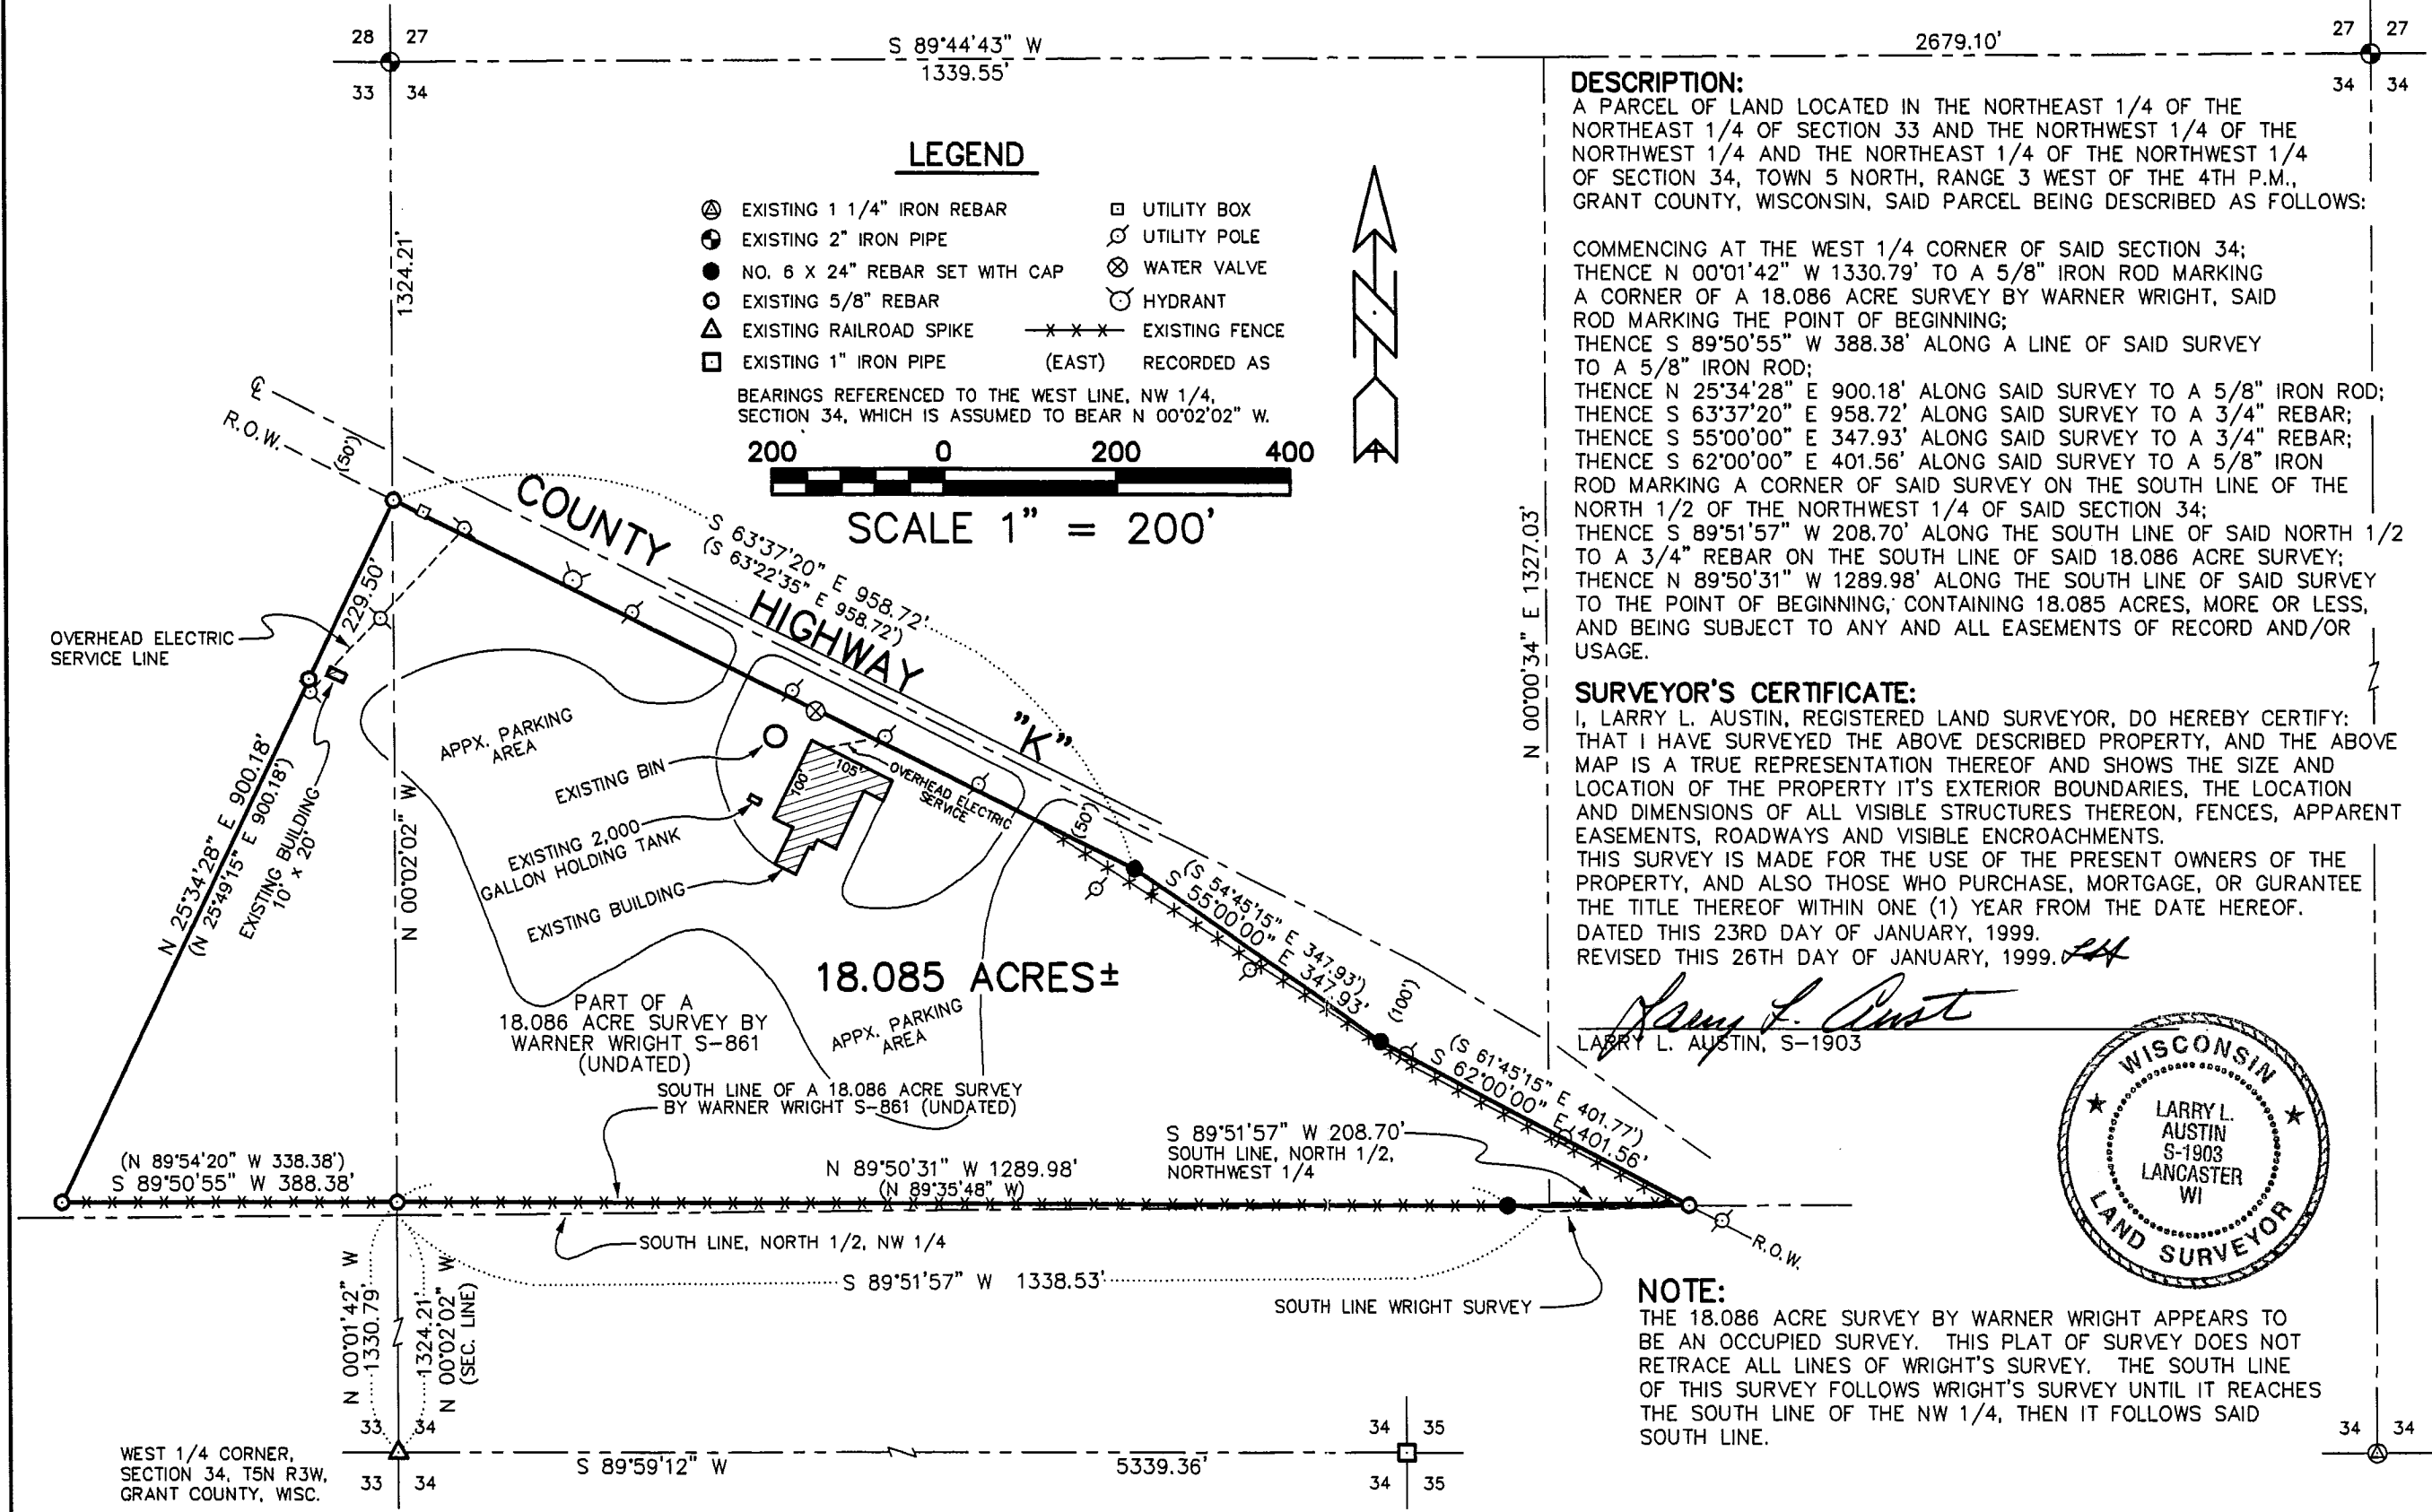 28 27
33 34
S 89°44'43" W
1339.55'
2679.10'
27 27
34 34
1324.21'
LEGEND
EXISTING 1 1/4" IRON REBAR
EXISTING 2" IRON PIPE
NO. 6 X 24" REBAR SET WITH CAP
EXISTING 5/8" REBAR
EXISTING RAILROAD SPIKE
EXISTING 1" IRON PIPE
UTILITY BOX
UTILITY POLE
WATER VALVE
HYDRANT
EXISTING FENCE
(EAST) RECORDED AS
BEARINGS REFERENCED TO THE WEST LINE, NW 1/4,
SECTION 34, WHICH IS ASSUMED TO BEAR N 00°02'02" W.
200 0 200 400
SCALE 1" = 200'
N
DESCRIPTION:
A PARCEL OF LAND LOCATED IN THE NORTHEAST 1/4 OF THE
NORTHEAST 1/4 OF SECTION 33 AND THE NORTHWEST 1/4 OF THE
NORTHWEST 1/4 AND THE NORTHEAST 1/4 OF THE NORTHWEST 1/4
OF SECTION 34, TOWN 5 NORTH, RANGE 3 WEST OF THE 4TH P.M.,
GRANT COUNTY, WISCONSIN, SAID PARCEL BEING DESCRIBED AS FOLLOWS:
COMMENCING AT THE WEST 1/4 CORNER OF SAID SECTION 34;
THENCE N 00°01'42" W 1330.79' TO A 5/8" IRON ROD MARKING
A CORNER OF A 18.086 ACRE SURVEY BY WARNER WRIGHT, SAID
ROD MARKING THE POINT OF BEGINNING;
THENCE S 89°50'55" W 388.38' ALONG A LINE OF SAID SURVEY
TO A 5/8" IRON ROD;
THENCE N 25°34'28" E 900.18' ALONG SAID SURVEY TO A 5/8" IRON ROD;
THENCE S 63°37'20" E 958.72' ALONG SAID SURVEY TO A 3/4" REBAR;
THENCE S 55°00'00" E 347.93' ALONG SAID SURVEY TO A 3/4" REBAR;
THENCE S 62°00'00" E 401.56' ALONG SAID SURVEY TO A 5/8" IRON
ROD MARKING A CORNER OF SAID SURVEY ON THE SOUTH LINE OF THE
NORTH 1/2 OF THE NORTHWEST 1/4 OF SAID SECTION 34;
THENCE S 89°51'57" W 208.70' ALONG THE SOUTH LINE OF SAID NORTH 1/2
TO A 3/4" REBAR ON THE SOUTH LINE OF SAID 18.086 ACRE SURVEY;
THENCE N 89°50'31" W 1289.98' ALONG THE SOUTH LINE OF SAID SURVEY
TO THE POINT OF BEGINNING, CONTAINING 18.085 ACRES, MORE OR LESS,
AND BEING SUBJECT TO ANY AND ALL EASEMENTS OF RECORD AND/OR
USAGE.
SURVEYOR'S CERTIFICATE:
I, LARRY L. AUSTIN, REGISTERED LAND SURVEYOR, DO HEREBY CERTIFY:
THAT I HAVE SURVEYED THE ABOVE DESCRIBED PROPERTY, AND THE ABOVE
MAP IS A TRUE REPRESENTATION THEREOF AND SHOWS THE SIZE AND
LOCATION OF THE PROPERTY IT'S EXTERIOR BOUNDARIES, THE LOCATION
AND DIMENSIONS OF ALL VISIBLE STRUCTURES THEREON, FENCES, APPARENT
EASEMENTS, ROADWAYS AND VISIBLE ENCROACHMENTS.
THIS SURVEY IS MADE FOR THE USE OF THE PRESENT OWNERS OF THE
PROPERTY, AND ALSO THOSE WHO PURCHASE, MORTGAGE, OR GURANTEE
THE TITLE THEREOF WITHIN ONE (1) YEAR FROM THE DATE HEREOF.
DATED THIS 23RD DAY OF JANUARY, 1999.
REVISED THIS 26TH DAY OF JANUARY, 1999.
LARRY L. AUSTIN, S-1903
WISCONSIN
LARRY L.
AUSTIN
S-1903
LANCASTER
WI
LAND SURVEYOR
NOTE:
THE 18.086 ACRE SURVEY BY WARNER WRIGHT APPEARS TO
BE AN OCCUPIED SURVEY. THIS PLAT OF SURVEY DOES NOT
RETRACE ALL LINES OF WRIGHT'S SURVEY. THE SOUTH LINE
OF THIS SURVEY FOLLOWS WRIGHT'S SURVEY UNTIL IT REACHES
THE SOUTH LINE OF THE NW 1/4, THEN IT FOLLOWS SAID
SOUTH LINE.
34 34
N 00°00'34" E 1327.03'
R.O.W.
(50')
COUNTY
HIGHWAY
"K"
S 63°37'20" E 958.72'
(S 63°22'35" E 958.72')
229.50'
OVERHEAD ELECTRIC
SERVICE LINE
N 25°34'28" E 900.18'
(N 25°49'15" E 900.18')
EXISTING BUILDING
10' x 20'
N 00°02'02" W
APPX. PARKING
AREA
EXISTING BIN
EXISTING 2,000
GALLON HOLDING TANK
EXISTING BUILDING
100'
105'
OVERHEAD ELECTRIC
SERVICE
(50')
(S 54°45'15" E 347.93')
S 55°00'00" E 347.93'
(100')
(S 61°45'15" E 401.77')
S 62°00'00" E 401.56'
18.085 ACRES±
PART OF A
18.086 ACRE SURVEY BY
WARNER WRIGHT S-861
(UNDATED)
APPX. PARKING
AREA
SOUTH LINE OF A 18.086 ACRE SURVEY
BY WARNER WRIGHT S-861 (UNDATED)
S 89°51'57" W 208.70'
SOUTH LINE, NORTH 1/2,
NORTHWEST 1/4
(N 89°54'20" W 338.38')
S 89°50'55" W 388.38'
N 89°50'31" W 1289.98'
(N 89°35'48" W)
SOUTH LINE, NORTH 1/2, NW 1/4
S 89°51'57" W 1338.53'
SOUTH LINE WRIGHT SURVEY
R.O.W.
N 00°01'42" W
1330.79'
1324.21'
N 00°02'02" W
(SEC. LINE)
33 34
33 34
WEST 1/4 CORNER,
SECTION 34, T5N R3W,
GRANT COUNTY, WISC.
S 89°59'12" W
5339.36'
34 35
34 35